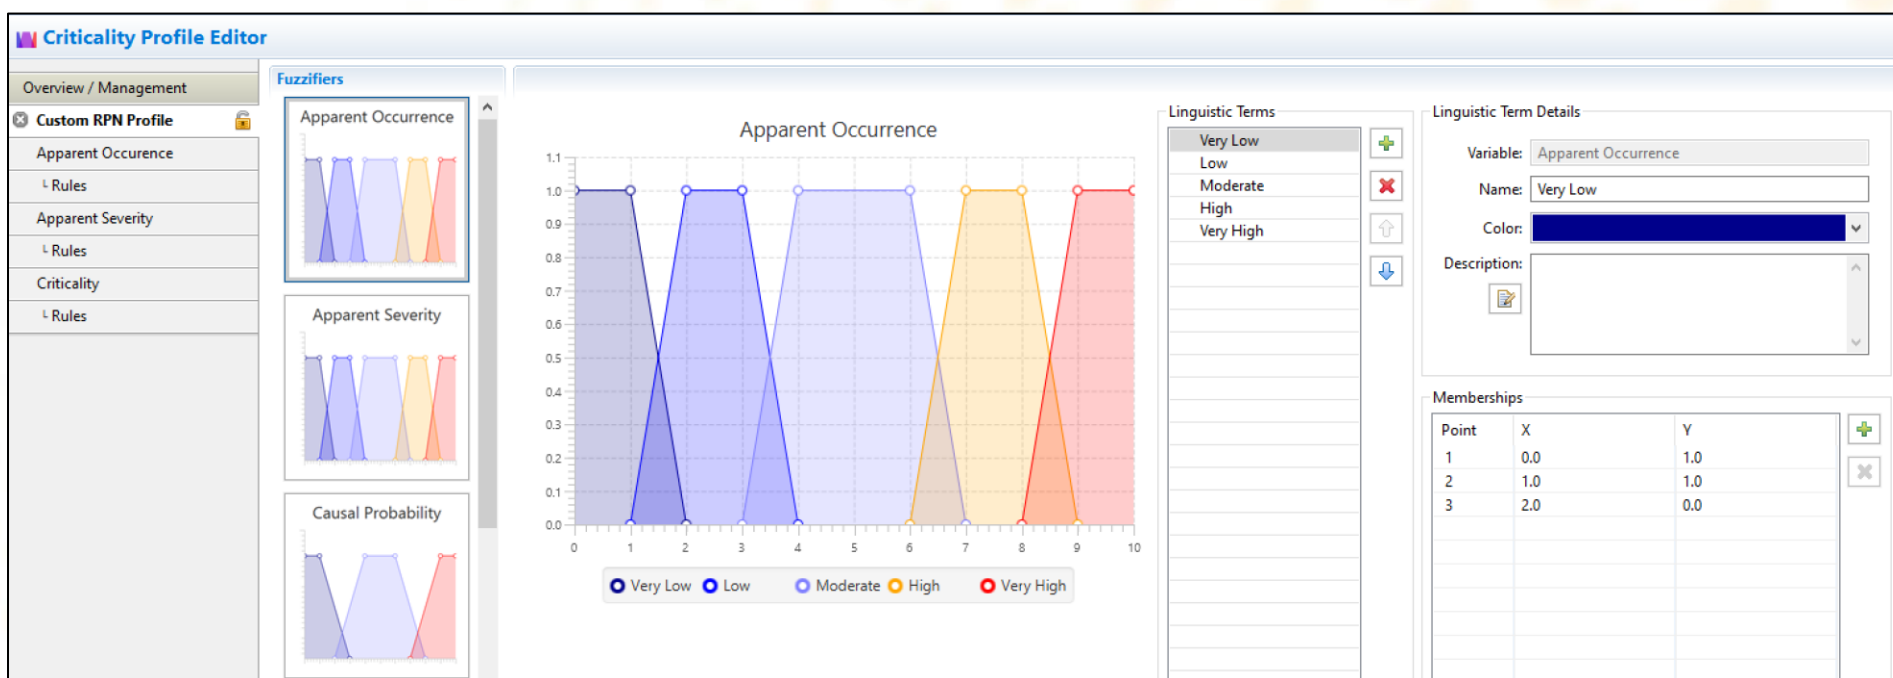 Criticality Profile Editor
Overview / Management
Custom RPN Profile
Apparent Occurence
Rules
Apparent Severity
Rules
Criticality
Rules
Fuzzifiers
Apparent Occurrence
Apparent Severity
Causal Probability
Apparent Occurrence
1.1
1.0
0.9
0.8
0.7
0.6
0.5
0.4
0.3
0.2
0.1
0.0
0 1 2 3 4 5 6 7 8 9 10
Very Low Low Moderate High Very High
Linguistic Terms
Very Low
Low
Moderate
High
Very High
Linguistic Term Details
Variable: Apparent Occurrence
Name: Very Low
Color:
Description:
Memberships
Point X Y
1 0.0 1.0
2 1.0 1.0
3 2.0 0.0